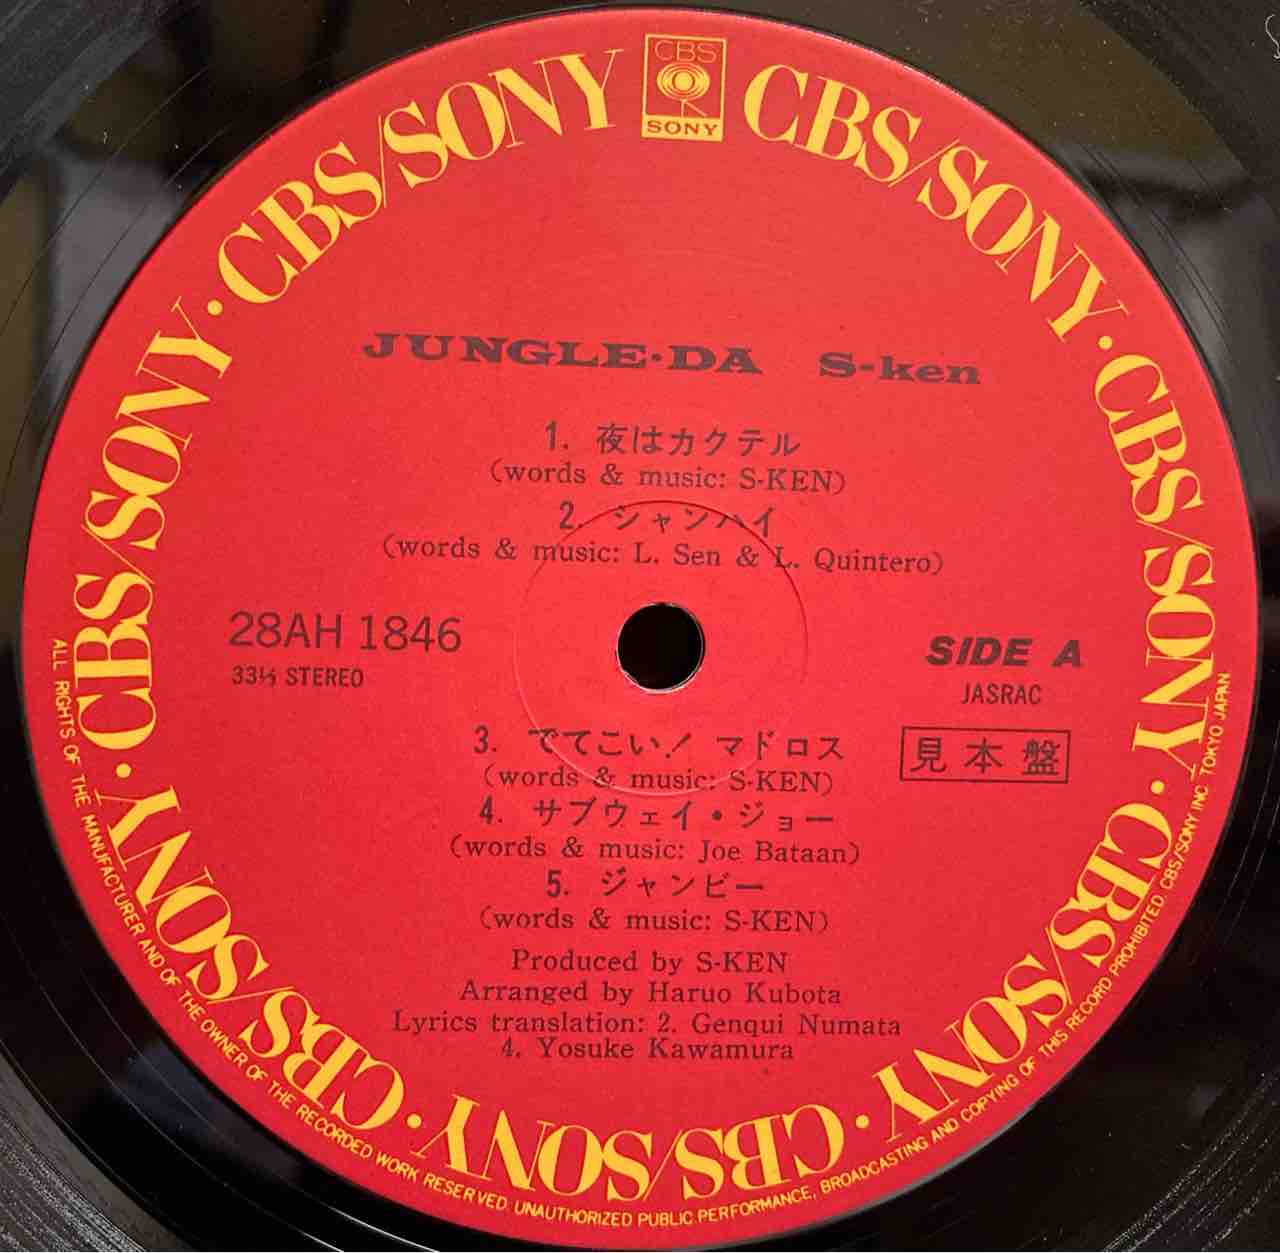 CBS
SONY
CBS/SONY · CBS/SONY · CBS/SONY · CBS/SONY · CBS/SONY · CBS/SONY · CBS/SONY · CBS/SONY · CBS/SONY · CBS/SONY
JUNGLE·DA S-ken
1. 夜はカクテル
(words & music: S-KEN)
2. シャンハイ
(words & music: L. Sen & L. Quintero)
28AH 1846
33⅓ STEREO
SIDE A
JASRAC
見本盤
3. でてこい! マドロス
(words & music: S-KEN)
4. サブウェイ・ジョー
(words & music: Joe Bataan)
5. ジャンビー
(words & music: S-KEN)
Produced by S-KEN
Arranged by Haruo Kubota
Lyrics translation: 2. Genqui Numata
4. Yosuke Kawamura
ALL RIGHTS OF THE MANUFACTURER AND OF THE OWNER OF THE RECORDED WORK RESERVED. UNAUTHORIZED PUBLIC PERFORMANCE, BROADCASTING AND COPYING OF THIS RECORD PROHIBITED. CBS/SONY INC. TOKYO JAPAN